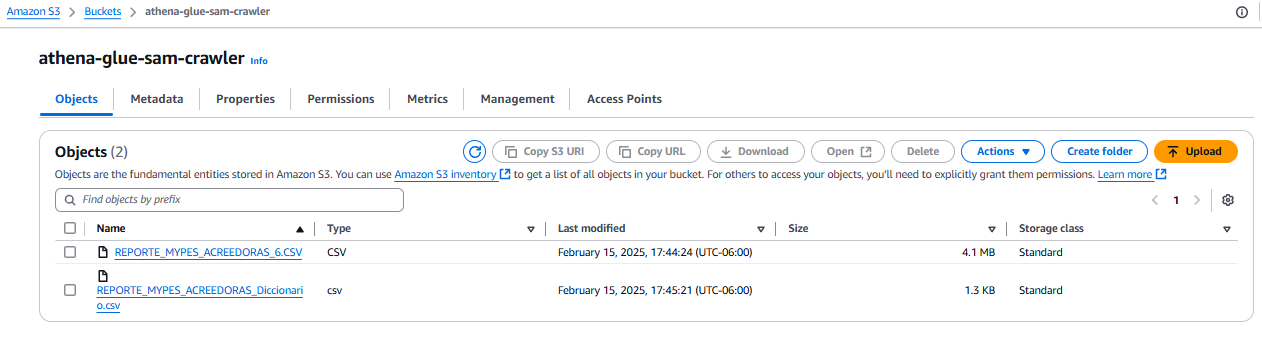 Amazon S3 > Buckets > athena-glue-sam-crawler
athena-glue-sam-crawler Info
Objects Metadata Properties Permissions Metrics Management Access Points
Objects (2) Copy S3 URI Copy URL Download Open Delete Actions Create folder Upload
Objects are the fundamental entities stored in Amazon S3. You can use Amazon S3 inventory to get a list of all objects in your bucket. For others to access your objects, you'll need to explicitly grant them permissions. Learn more
Find objects by prefix < 1 >
Name Type Last modified Size Storage class
REPORTE_MYPES_ACREEDORAS_6.CSV CSV February 15, 2025, 17:44:24 (UTC-06:00) 4.1 MB Standard
REPORTE_MYPES_ACREEDORAS_Diccionari csv February 15, 2025, 17:45:21 (UTC-06:00) 1.3 KB Standard
o.csv